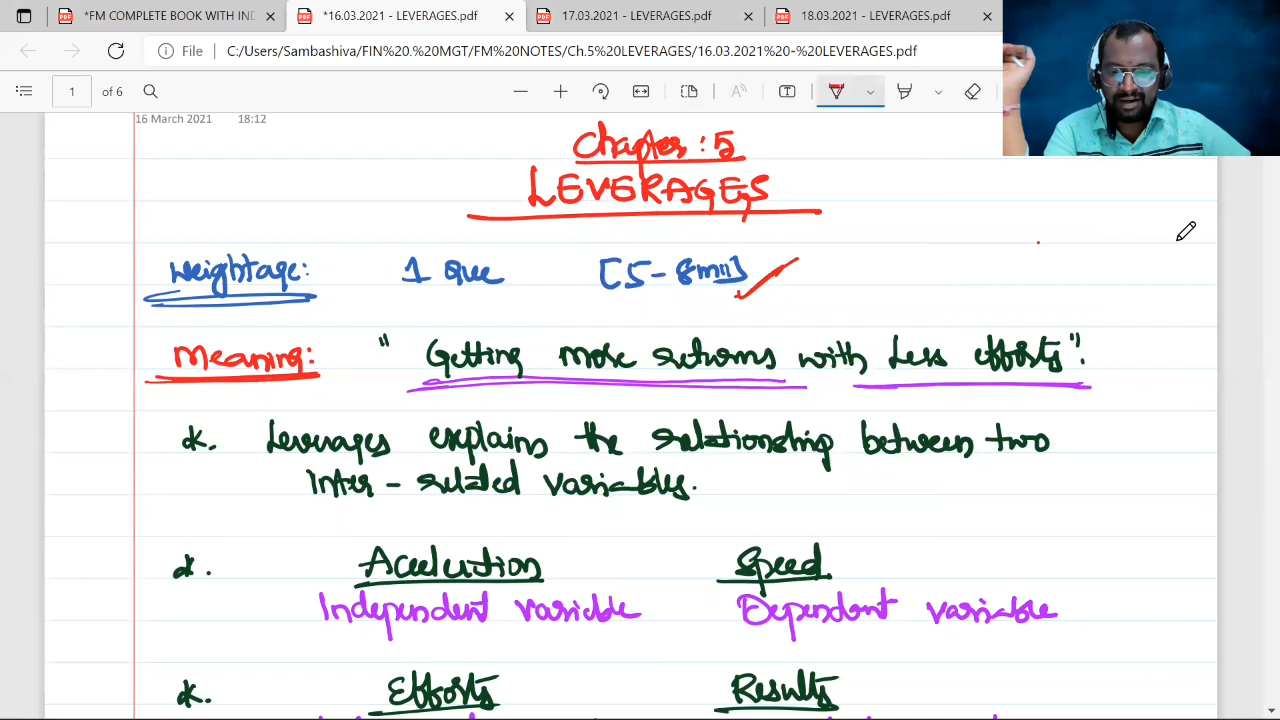 *FM COMPLETE BOOK WITH IND
*16.03.2021 - LEVERAGES.pdf
17.03.2021 - LEVERAGES.pdf
18.03.2021 - LEVERAGES.pdf
File
C:/Users/Sambashiva/FIN%20.%20MGT/FM%20NOTES/Ch.5%20LEVERAGES/16.03.2021%20-%20LEVERAGES.pdf
1 of 6
16 March 2021 18:12
Chapter : 5
LEVERAGES
Weightage: 1 Que [5-8m]
Meaning: "Getting more returns with less efforts".
*. Leverages explains the relationship between two
inter-related variables.
*. Acceleration Speed
Independent variable Dependent variable
*. Efforts Results